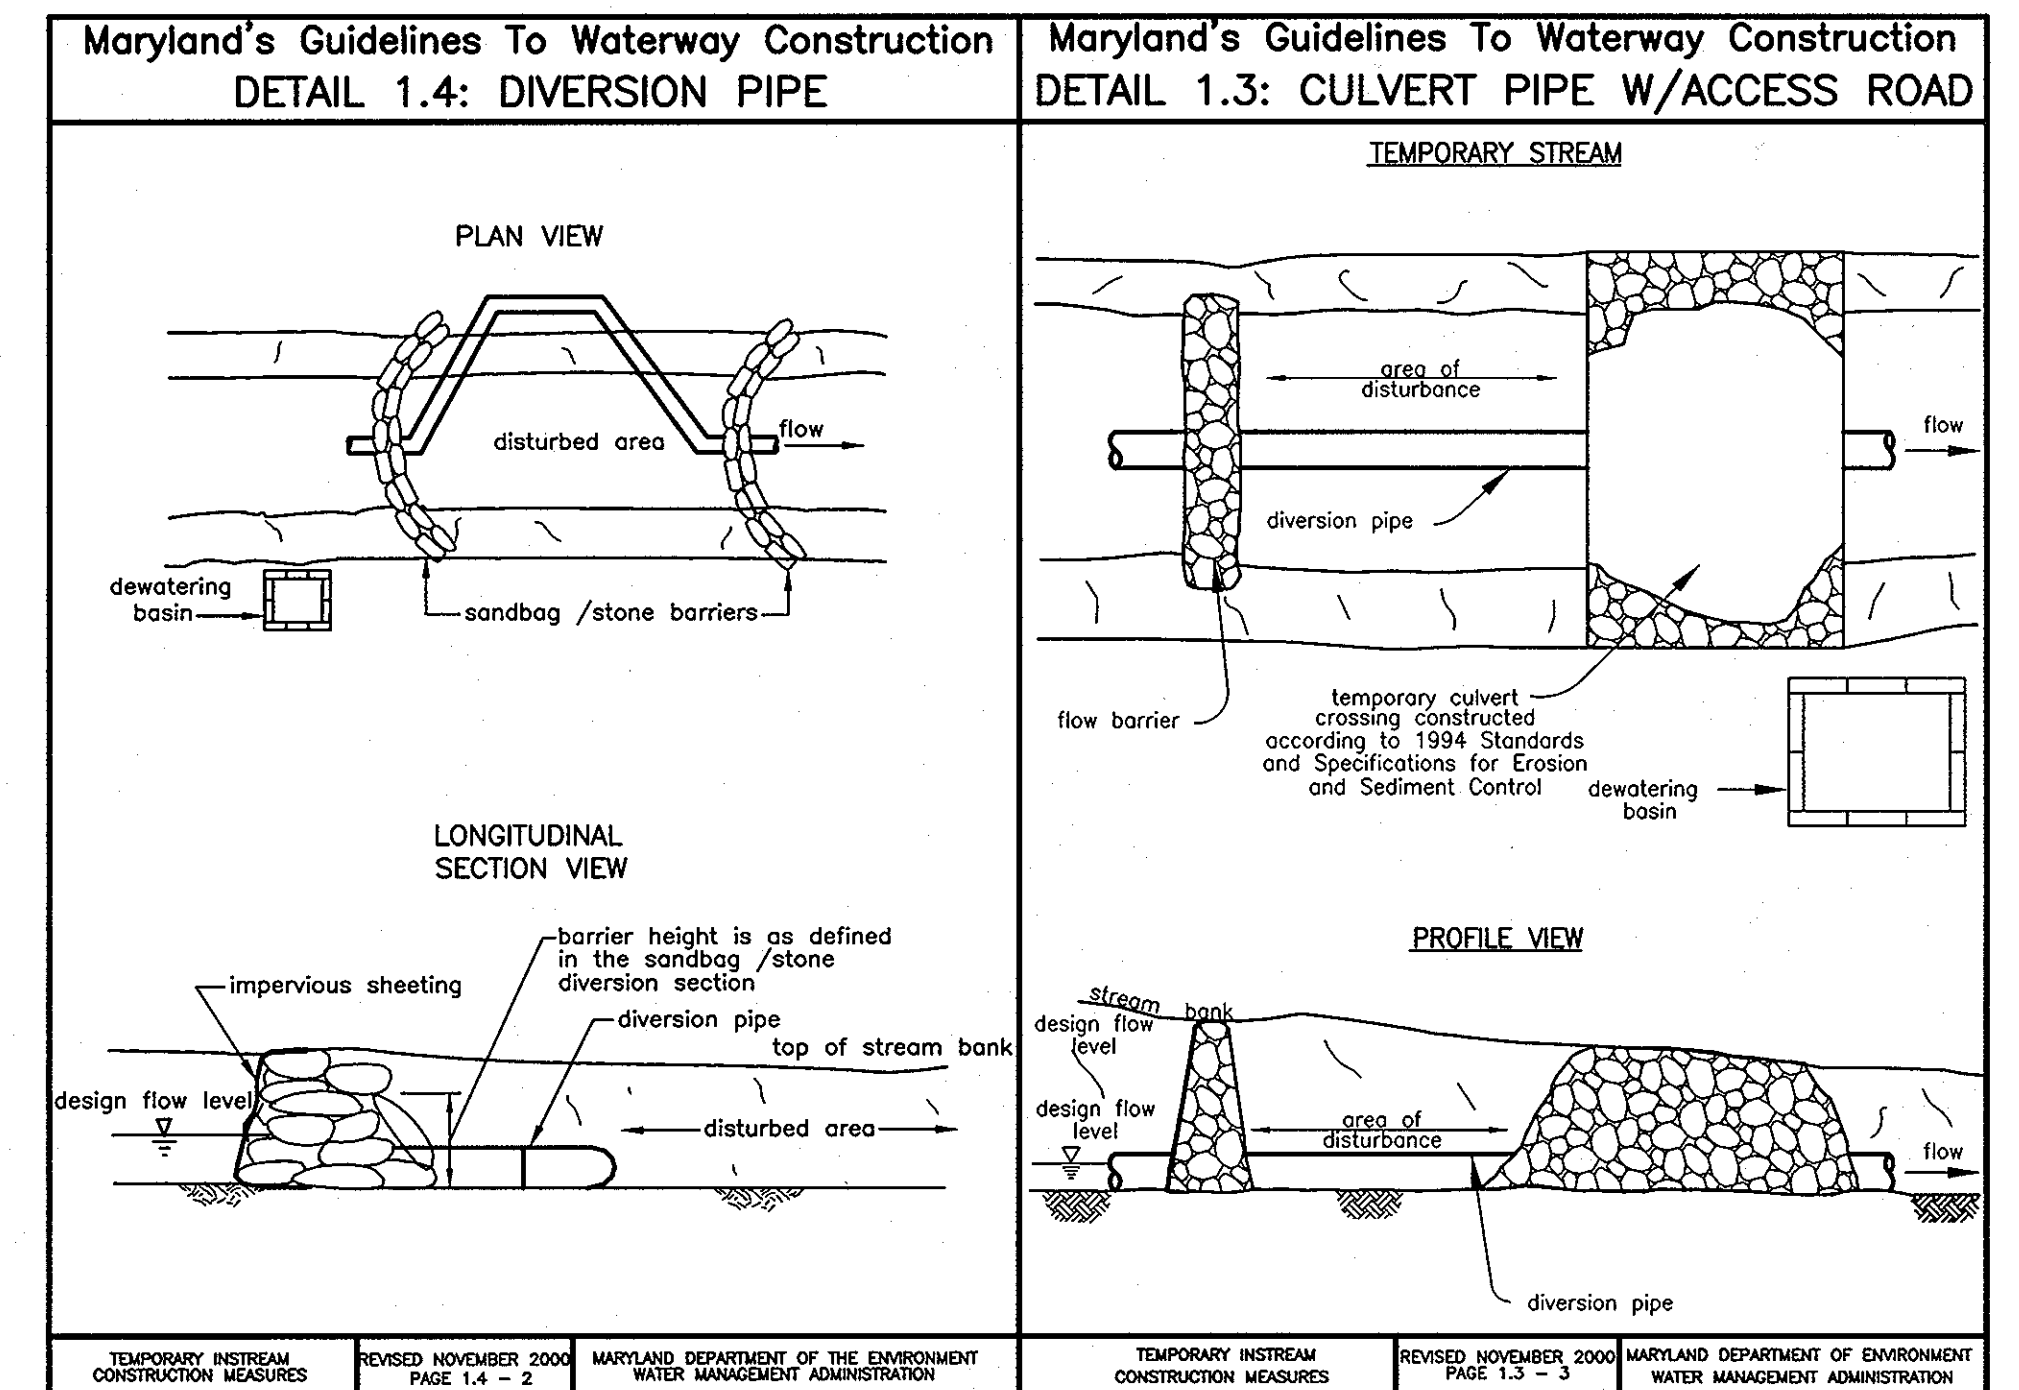 Maryland's Guidelines To Waterway Construction
DETAIL 1.4: DIVERSION PIPE
PLAN VIEW
disturbed area
flow
dewatering
basin
sandbag /stone barriers
LONGITUDINAL
SECTION VIEW
barrier height is as defined
in the sandbag /stone
diversion section
impervious sheeting
diversion pipe
top of stream bank
design flow level
disturbed area
TEMPORARY INSTREAM
CONSTRUCTION MEASURES
REVISED NOVEMBER 2000
PAGE 1.4 - 2
MARYLAND DEPARTMENT OF THE ENVIRONMENT
WATER MANAGEMENT ADMINISTRATION
Maryland's Guidelines To Waterway Construction
DETAIL 1.3: CULVERT PIPE W/ACCESS ROAD
TEMPORARY STREAM
area of
disturbance
flow
diversion pipe
flow barrier
temporary culvert
crossing constructed
according to 1994 Standards
and Specifications for Erosion
and Sediment Control
dewatering
basin
PROFILE VIEW
stream bank
design flow
level
design flow
level
area of
disturbance
flow
diversion pipe
TEMPORARY INSTREAM
CONSTRUCTION MEASURES
REVISED NOVEMBER 2000
PAGE 1.3 - 3
MARYLAND DEPARTMENT OF ENVIRONMENT
WATER MANAGEMENT ADMINISTRATION